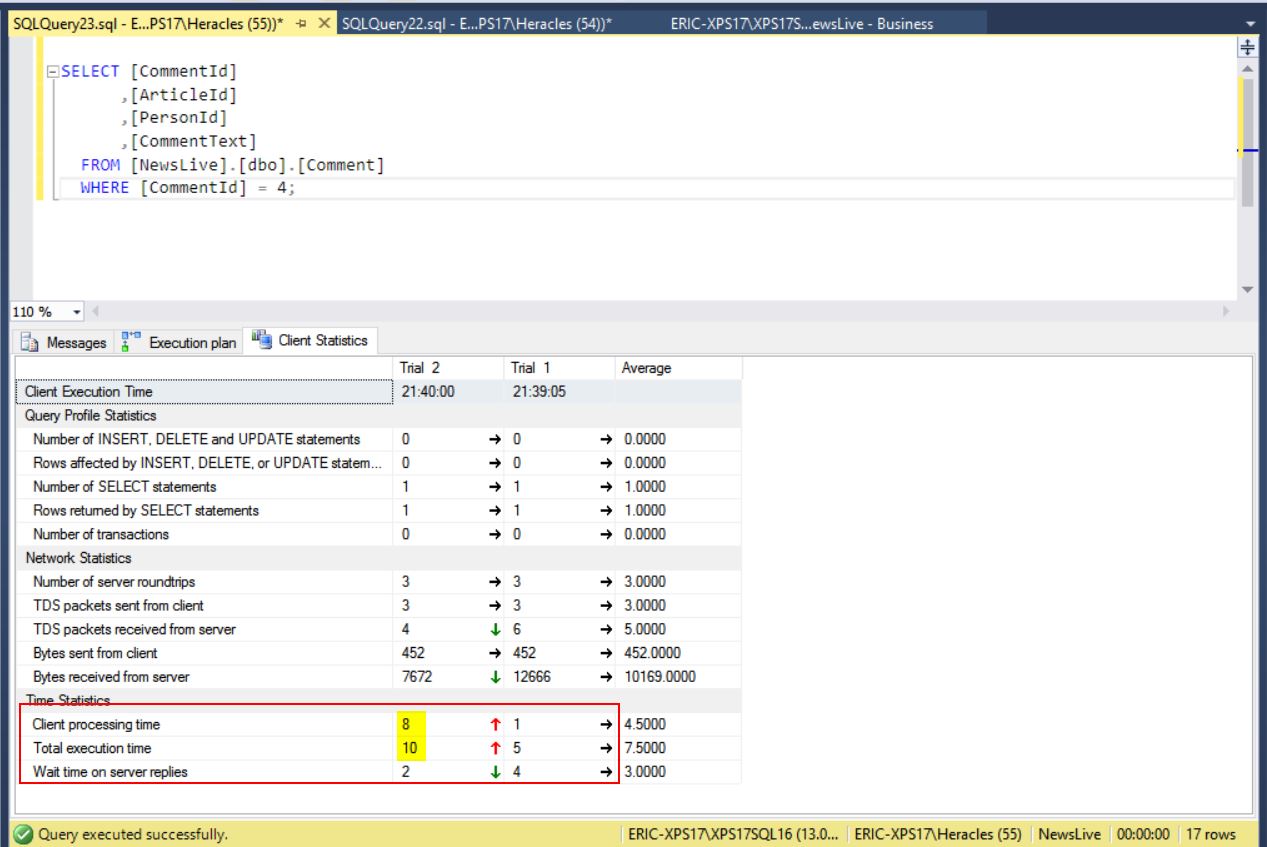 SQLQuery23.sql - E...PS17\Heracles (55))* SQLQuery22.sql - E...PS17\Heracles (54))* ERIC-XPS17\XPS17S...ewsLive - Business
SELECT [CommentId]
,[ArticleId]
,[PersonId]
,[CommentText]
FROM [NewsLive].[dbo].[Comment]
WHERE [CommentId] = 4;
110 %
Messages Execution plan Client Statistics
Trial 2 Trial 1 Average
Client Execution Time 21:40:00 21:39:05
Query Profile Statistics
Number of INSERT, DELETE and UPDATE statements 0 → 0 → 0.0000
Rows affected by INSERT, DELETE, or UPDATE statem... 0 → 0 → 0.0000
Number of SELECT statements 1 → 1 → 1.0000
Rows returned by SELECT statements 1 → 1 → 1.0000
Number of transactions 0 → 0 → 0.0000
Network Statistics
Number of server roundtrips 3 → 3 → 3.0000
TDS packets sent from client 3 → 3 → 3.0000
TDS packets received from server 4 ↓ 6 → 5.0000
Bytes sent from client 452 → 452 → 452.0000
Bytes received from server 7672 ↓ 12666 → 10169.0000
Time Statistics
Client processing time 8 ↑ 1 → 4.5000
Total execution time 10 ↑ 5 → 7.5000
Wait time on server replies 2 ↓ 4 → 3.0000
Query executed successfully. ERIC-XPS17\XPS17SQL16 (13.0... ERIC-XPS17\Heracles (55) NewsLive 00:00:00 17 rows